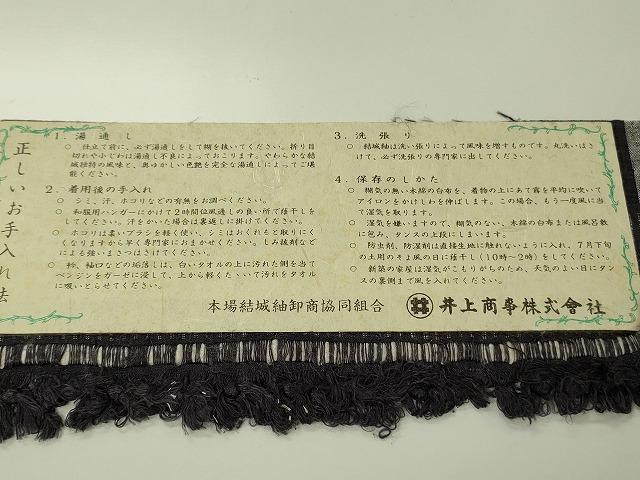 正しいお手入れ法
1. 湯通し
○ 仕立て前に、必ず湯通しをして糊を抜いてください。折り目
切れや小じわは湯通し不良によっておこります。やわらかな結
城独特の風味と、奥ゆかしい色艶を完全な湯通しによってご堪
能ください。
2. 着用後の手入れ
○ シミ、汗、ホコリなどの有無をお調べください。
○ 和服用ハンガーにかけて2時間位風通しの良い所で蔭干しを
してください。汗をかいた場合は裏返しに掛けてください。
○ ホコリは柔いブラシを軽く使い、シミはおくれると取りにく
くなりますから早く専門家におまかせください。しみ抜剤など
による強いまさつはさけてください。
○ 衿、袖口などの垢落しは、白いタオルの上に汚れた側を当て
ベンジンをガーゼに浸して、上から軽くたいいて汚れをタオル
に吸いとらせてください。
3. 洗張り
○ 結城紬は洗い張りによって風味を増すものです。丸洗いはさ
けて、必ず洗張りの専門家に出してください。
4. 保存のしかた
○ 糊気の無い木綿の白布を、着物の上にあて霧を平均に吹いて
アイロンをかけしわを伸ばします。この場合、もう一度風に当
て湿気を取ります。
○ 湿気を嫌いますので、糊気のない、木綿の白布または風呂敷
に包み、タンスの上段にしまいます。
○ 防虫剤、防湿剤は直接生地に触れないように入れ、7月下旬
の土用のそよ風の日に蔭干し(10時〜2時)をしてください。
○ 新築の家屋は湿気がこもりがちのため、天気のよい日にタン
スの裏側まで風を入れてください。
本場結城紬卸商協同組合
井上商事株式會社